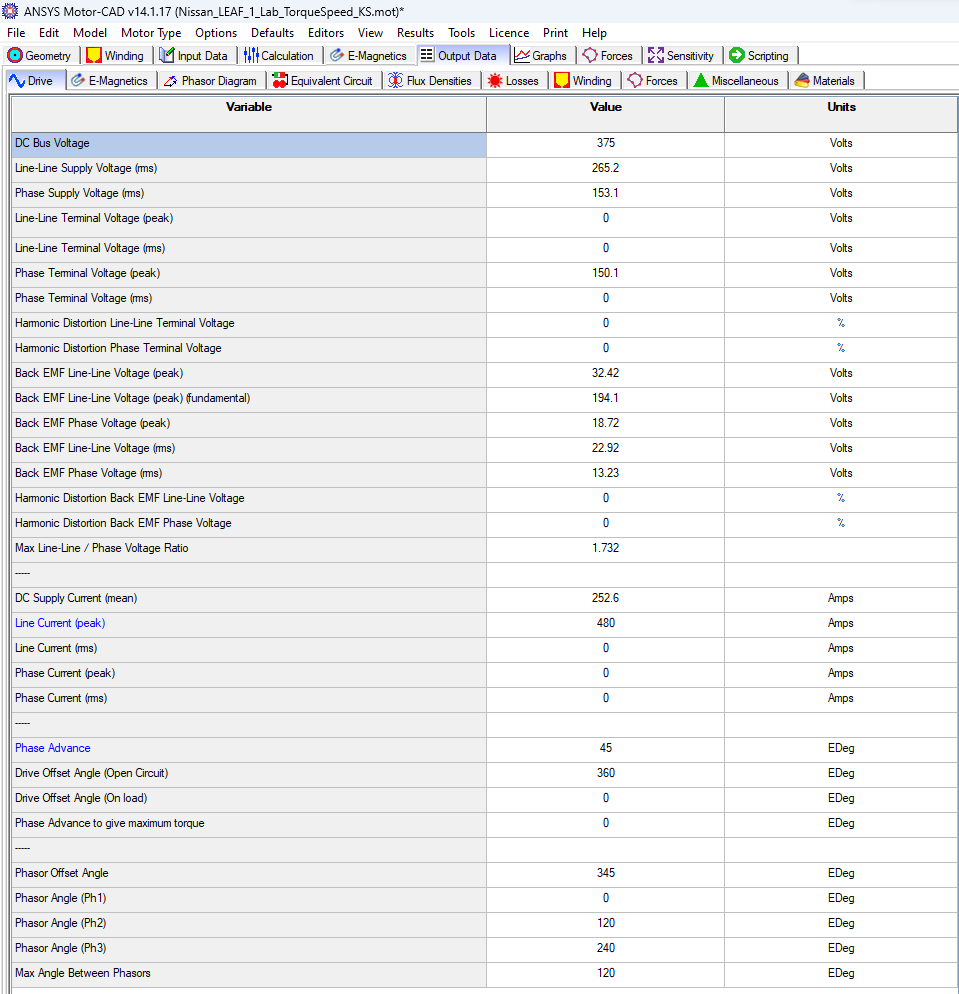 ANSYS Motor-CAD v14.1.17 (Nissan_LEAF_1_Lab_TorqueSpeed_KS.mot)*
File Edit Model Motor Type Options Defaults Editors View Results Tools Licence Print Help
Geometry Winding Input Data Calculation E-Magnetics Output Data Graphs Forces Sensitivity Scripting
Drive E-Magnetics Phasor Diagram Equivalent Circuit Flux Densities Losses Winding Forces Miscellaneous Materials
Variable Value Units
DC Bus Voltage 375 Volts
Line-Line Supply Voltage (rms) 265.2 Volts
Phase Supply Voltage (rms) 153.1 Volts
Line-Line Terminal Voltage (peak) 0 Volts
Line-Line Terminal Voltage (rms) 0 Volts
Phase Terminal Voltage (peak) 150.1 Volts
Phase Terminal Voltage (rms) 0 Volts
Harmonic Distortion Line-Line Terminal Voltage 0 %
Harmonic Distortion Phase Terminal Voltage 0 %
Back EMF Line-Line Voltage (peak) 32.42 Volts
Back EMF Line-Line Voltage (peak) (fundamental) 194.1 Volts
Back EMF Phase Voltage (peak) 18.72 Volts
Back EMF Line-Line Voltage (rms) 22.92 Volts
Back EMF Phase Voltage (rms) 13.23 Volts
Harmonic Distortion Back EMF Line-Line Voltage 0 %
Harmonic Distortion Back EMF Phase Voltage 0 %
Max Line-Line / Phase Voltage Ratio 1.732
-----
DC Supply Current (mean) 252.6 Amps
Line Current (peak) 480 Amps
Line Current (rms) 0 Amps
Phase Current (peak) 0 Amps
Phase Current (rms) 0 Amps
-----
Phase Advance 45 EDeg
Drive Offset Angle (Open Circuit) 360 EDeg
Drive Offset Angle (On load) 0 EDeg
Phase Advance to give maximum torque 0 EDeg
-----
Phasor Offset Angle 345 EDeg
Phasor Angle (Ph1) 0 EDeg
Phasor Angle (Ph2) 120 EDeg
Phasor Angle (Ph3) 240 EDeg
Max Angle Between Phasors 120 EDeg